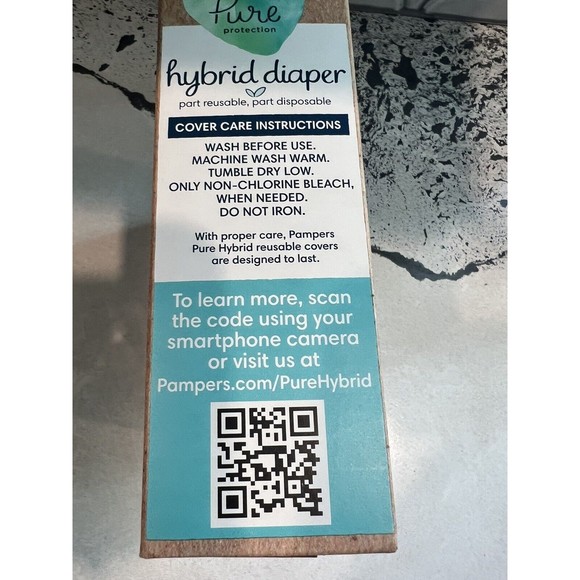 Pure
protection
hybrid diaper
part reusable, part disposable
COVER CARE INSTRUCTIONS
WASH BEFORE USE.
MACHINE WASH WARM.
TUMBLE DRY LOW.
ONLY NON-CHLORINE BLEACH,
WHEN NEEDED.
DO NOT IRON.
With proper care, Pampers
Pure Hybrid reusable covers
are designed to last.
To learn more, scan
the code using your
smartphone camera
or visit us at
Pampers.com/PureHybrid